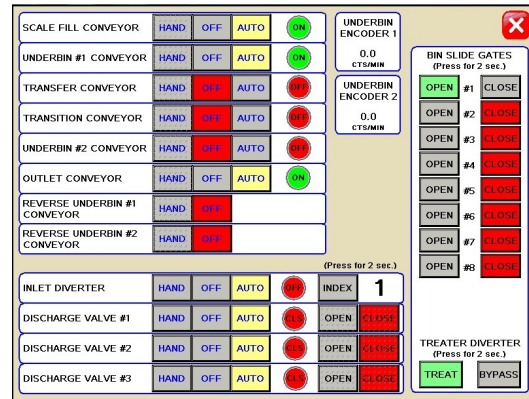 SCALE FILL CONVEYOR HAND OFF AUTO ON
UNDERBIN #1 CONVEYOR HAND OFF AUTO ON
TRANSFER CONVEYOR HAND OFF AUTO OFF
TRANSITION CONVEYOR HAND OFF AUTO OFF
UNDERBIN #2 CONVEYOR HAND OFF AUTO OFF
OUTLET CONVEYOR HAND OFF AUTO ON
REVERSE UNDERBIN #1
CONVEYOR
HAND OFF
REVERSE UNDERBIN #2
CONVEYOR
HAND OFF
UNDERBIN
ENCODER 1
0.0
CTS/MIN
UNDERBIN
ENCODER 2
0.0
CTS/MIN
X
BIN SLIDE GATES
(Press for 2 sec.)
OPEN #1 CLOSE
OPEN #2 CLOSE
OPEN #3 CLOSE
OPEN #4 CLOSE
OPEN #5 CLOSE
OPEN #6 CLOSE
OPEN #7 CLOSE
OPEN #8 CLOSE
(Press for 2 sec.)
INLET DIVERTER HAND OFF AUTO OFF INDEX 1
DISCHARGE VALVE #1 HAND OFF AUTO CLS OPEN CLOSE
DISCHARGE VALVE #2 HAND OFF AUTO CLS OPEN CLOSE
DISCHARGE VALVE #3 HAND OFF AUTO CLS OPEN CLOSE
TREATER DIVERTER
(Press for 2 sec.)
TREAT BYPASS